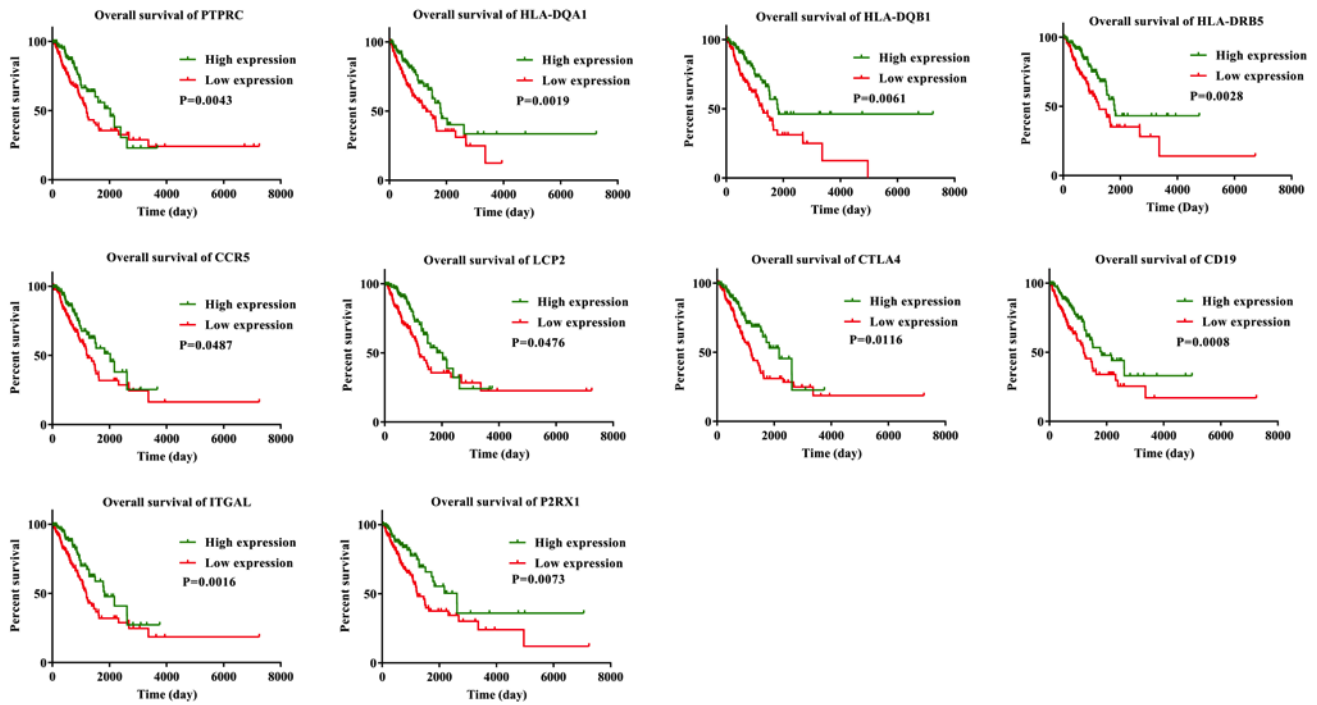 Overall survival of PTPRC
Percent survival
100
50
0
High expression
Low expression
P=0.0043
0 2000 4000 6000 8000
Time (day)
Overall survival of HLA-DQA1
Percent survival
100
50
0
High expression
Low expression
P=0.0019
0 2000 4000 6000 8000
Time (day)
Overall survival of HLA-DQB1
Percent survival
100
50
0
High expression
Low expression
P=0.0061
0 2000 4000 6000 8000
Time (day)
Overall survival of HLA-DRB5
Percent survival
100
50
0
High expression
Low expression
P=0.0028
0 2000 4000 6000 8000
Time (Day)
Overall survival of CCR5
Percent survival
100
50
0
High expression
Low expression
P=0.0487
0 2000 4000 6000 8000
Time (day)
Overall survival of LCP2
Percent survival
100
50
0
High expression
Low expression
P=0.0476
0 2000 4000 6000 8000
Time (day)
Overall survival of CTLA4
Percent survival
100
50
0
High expression
Low expression
P=0.0116
0 2000 4000 6000 8000
Time (day)
Overall survival of CD19
Percent survival
100
50
0
High expression
Low expression
P=0.0008
0 2000 4000 6000 8000
Time (day)
Overall survival of ITGAL
Percent survival
100
50
0
High expression
Low expression
P=0.0016
0 2000 4000 6000 8000
Time (day)
Overall survival of P2RX1
Percent survival
100
50
0
High expression
Low expression
P=0.0073
0 2000 4000 6000 8000
Time (day)